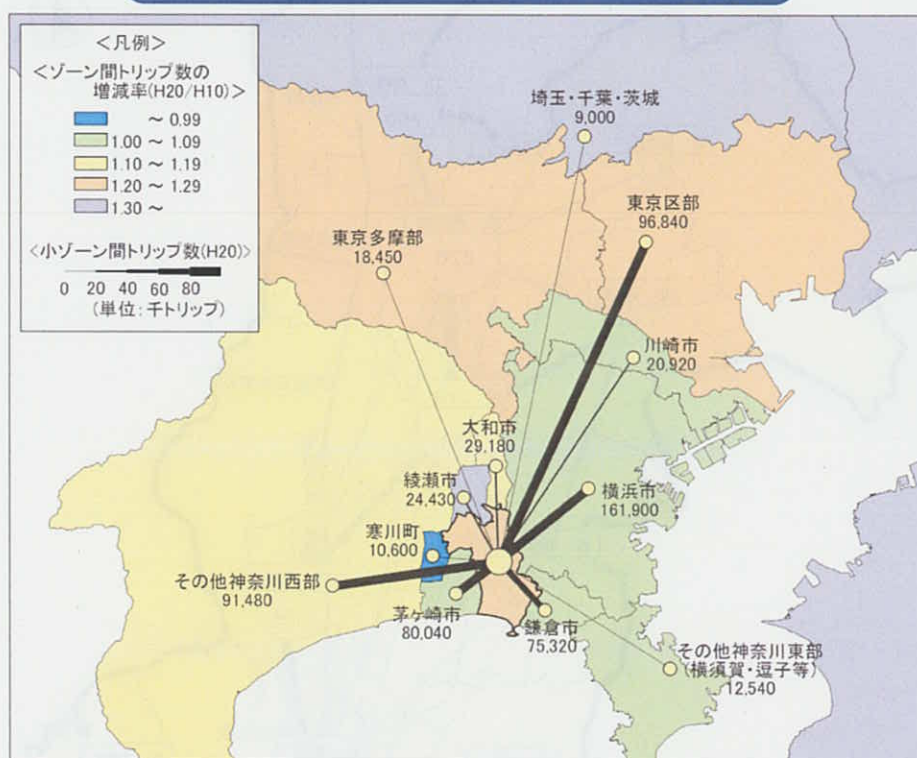 ＜凡例＞
＜ゾーン間トリップ数の
増減率(H20/H10)＞
～ 0.99
1.00 ～ 1.09
1.10 ～ 1.19
1.20 ～ 1.29
1.30 ～
＜小ゾーン間トリップ数(H20)＞
0 20 40 60 80
(単位：千トリップ)
埼玉・千葉・茨城
9,000
東京区部
96,840
東京多摩部
18,450
川崎市
20,920
大和市
29,180
綾瀬市
24,430
横浜市
161,900
寒川町
10,600
その他神奈川西部
91,480
茅ヶ崎市
80,040
鎌倉市
75,320
その他神奈川東部
(横須賀・逗子等)
12,540